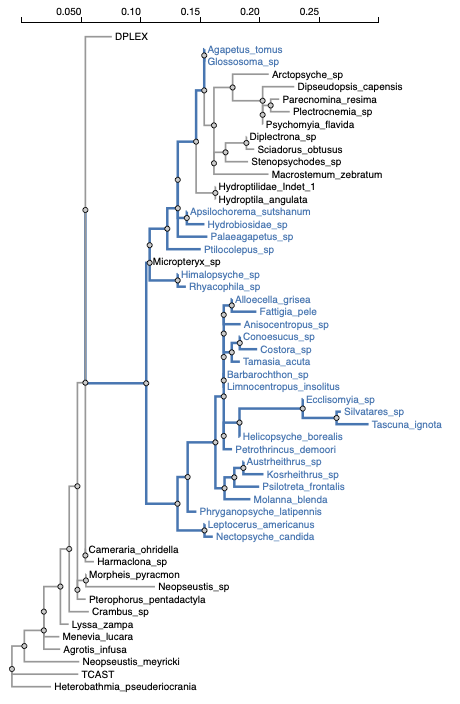 0.050 0.10 0.15 0.20 0.25
DPLEX
Agapetus_tomus
Glossosoma_sp
Arctopsyche_sp
Dipseudopsis_capensis
Parecnomina_resima
Plectrocnemia_sp
Psychomyia_flavida
Diplectrona_sp
Sciadorus_obtusus
Stenopsychodes_sp
Macrostemum_zebratum
Hydroptilidae_Indet_1
Hydroptila_angulata
Apsilochorema_sutshanum
Hydrobiosidae_sp
Palaeagapetus_sp
Ptilocolepus_sp
Micropteryx_sp
Himalopsyche_sp
Rhyacophila_sp
Alloecella_grisea
Fattigia_pele
Anisocentropus_sp
Conoesucus_sp
Costora_sp
Tamasia_acuta
Barbarochthon_sp
Limnocentropus_insolitus
Ecclisomyia_sp
Silvatares_sp
Tascuna_ignota
Helicopsyche_borealis
Petrothrincus_demoori
Austrheithrus_sp
Kosrheithrus_sp
Psilotreta_frontalis
Molanna_blenda
Phryganopsyche_latipennis
Leptocerus_americanus
Nectopsyche_candida
Cameraria_ohridella
Harmaclona_sp
Morpheis_pyracmon
Neopseustis_sp
Pterophorus_pentadactyla
Crambus_sp
Lyssa_zampa
Menevia_lucara
Agrotis_infusa
Neopseustis_meyricki
TCAST
Heterobathmia_pseuderiocrania